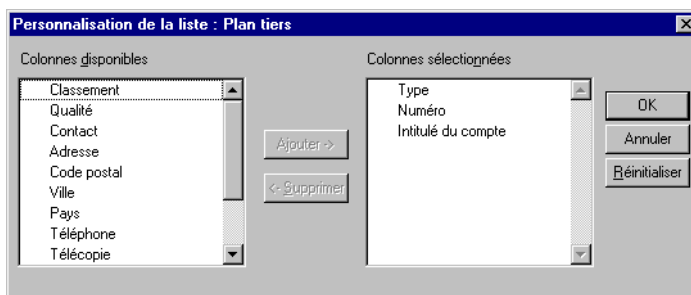 Personnalisation de la liste : Plan tiers
Colonnes disponibles
Classement
Qualité
Contact
Adresse
Code postal
Ville
Pays
Téléphone
Télécopie
Ajouter ->
<- Supprimer
Colonnes sélectionnées
Type
Numéro
Intitulé du compte
OK
Annuler
Réinitialiser